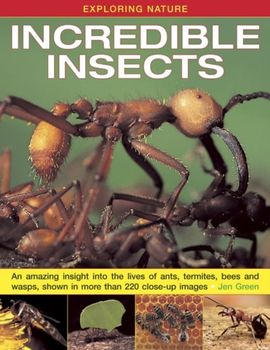 EXPLORING NATURE
INCREDIBLE
INSECTS
An amazing insight into the lives of ants, termites, bees and
wasps, shown in more than 220 close-up images • Jen Green